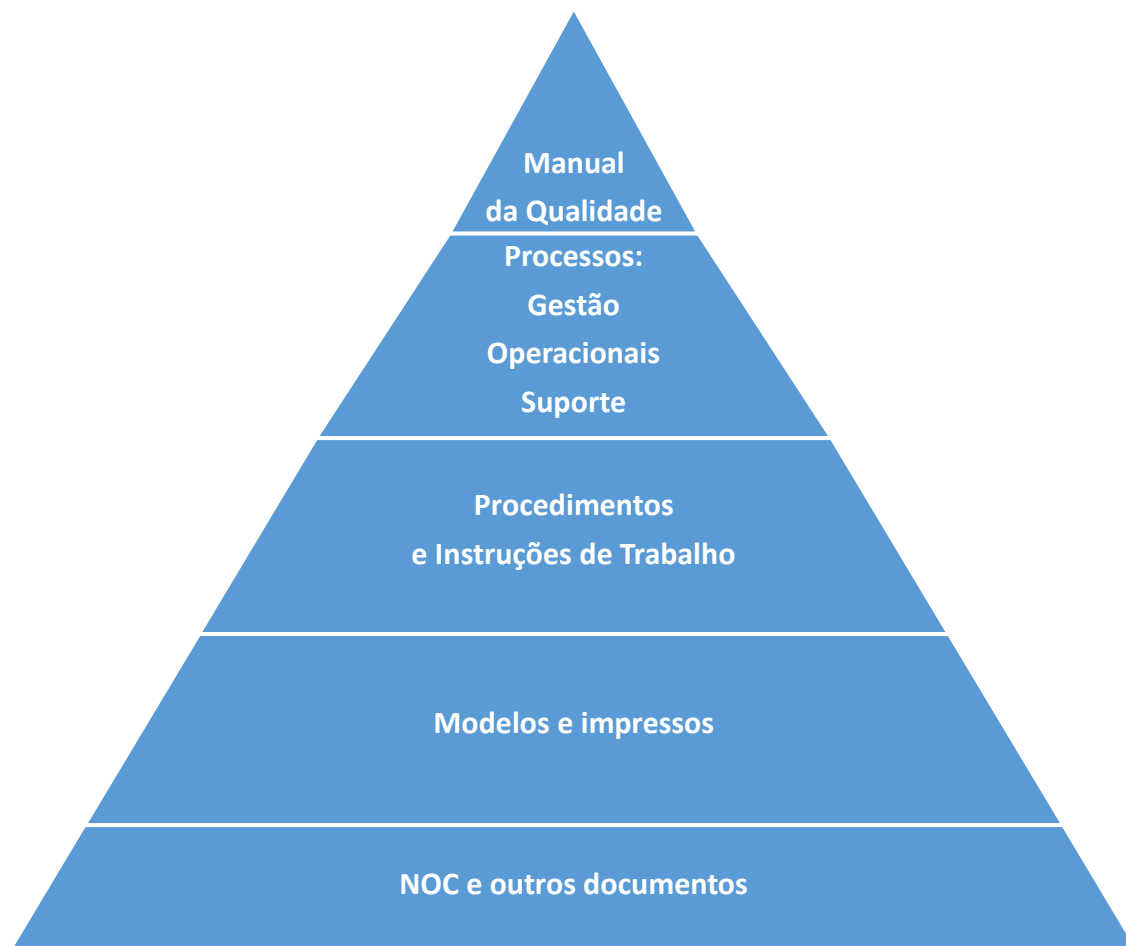 Manual
da Qualidade
Processos:
Gestão
Operacionais
Suporte
Procedimentos
e Instruções de Trabalho
Modelos e impressos
NOC e outros documentos